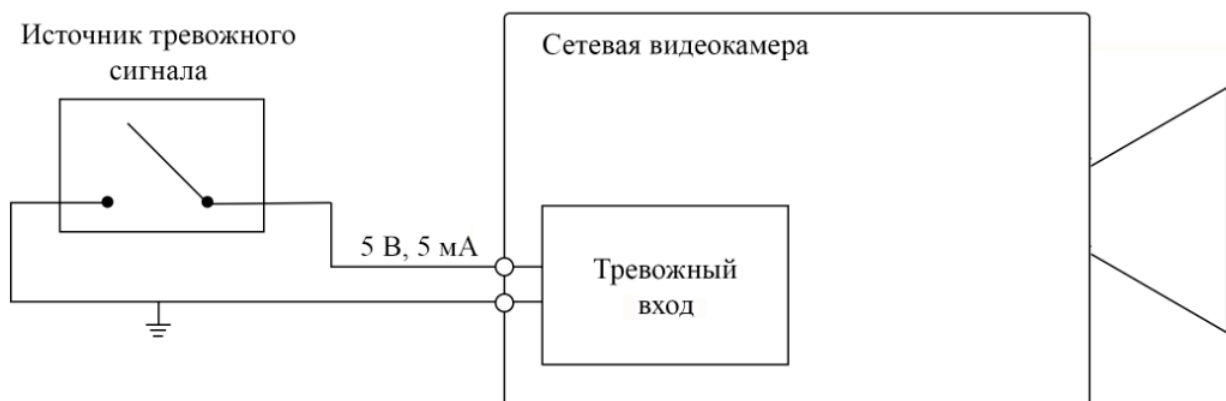 Источник тревожного
сигнала
Сетевая видеокамера
5 В, 5 мА
Тревожный
вход